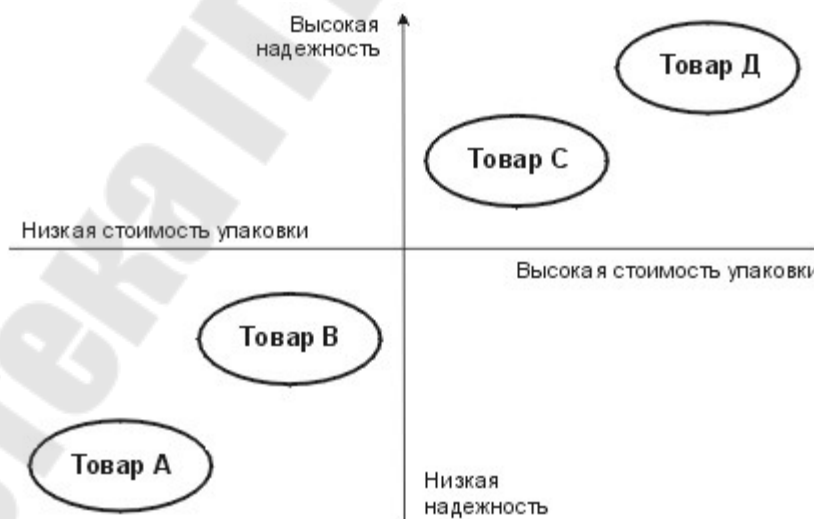 Высокая
надежность
Товар Д
Товар С
Низкая стоимость упаковки
Высокая стоимость упаковки
Товар В
Товар А
Низкая
надежность